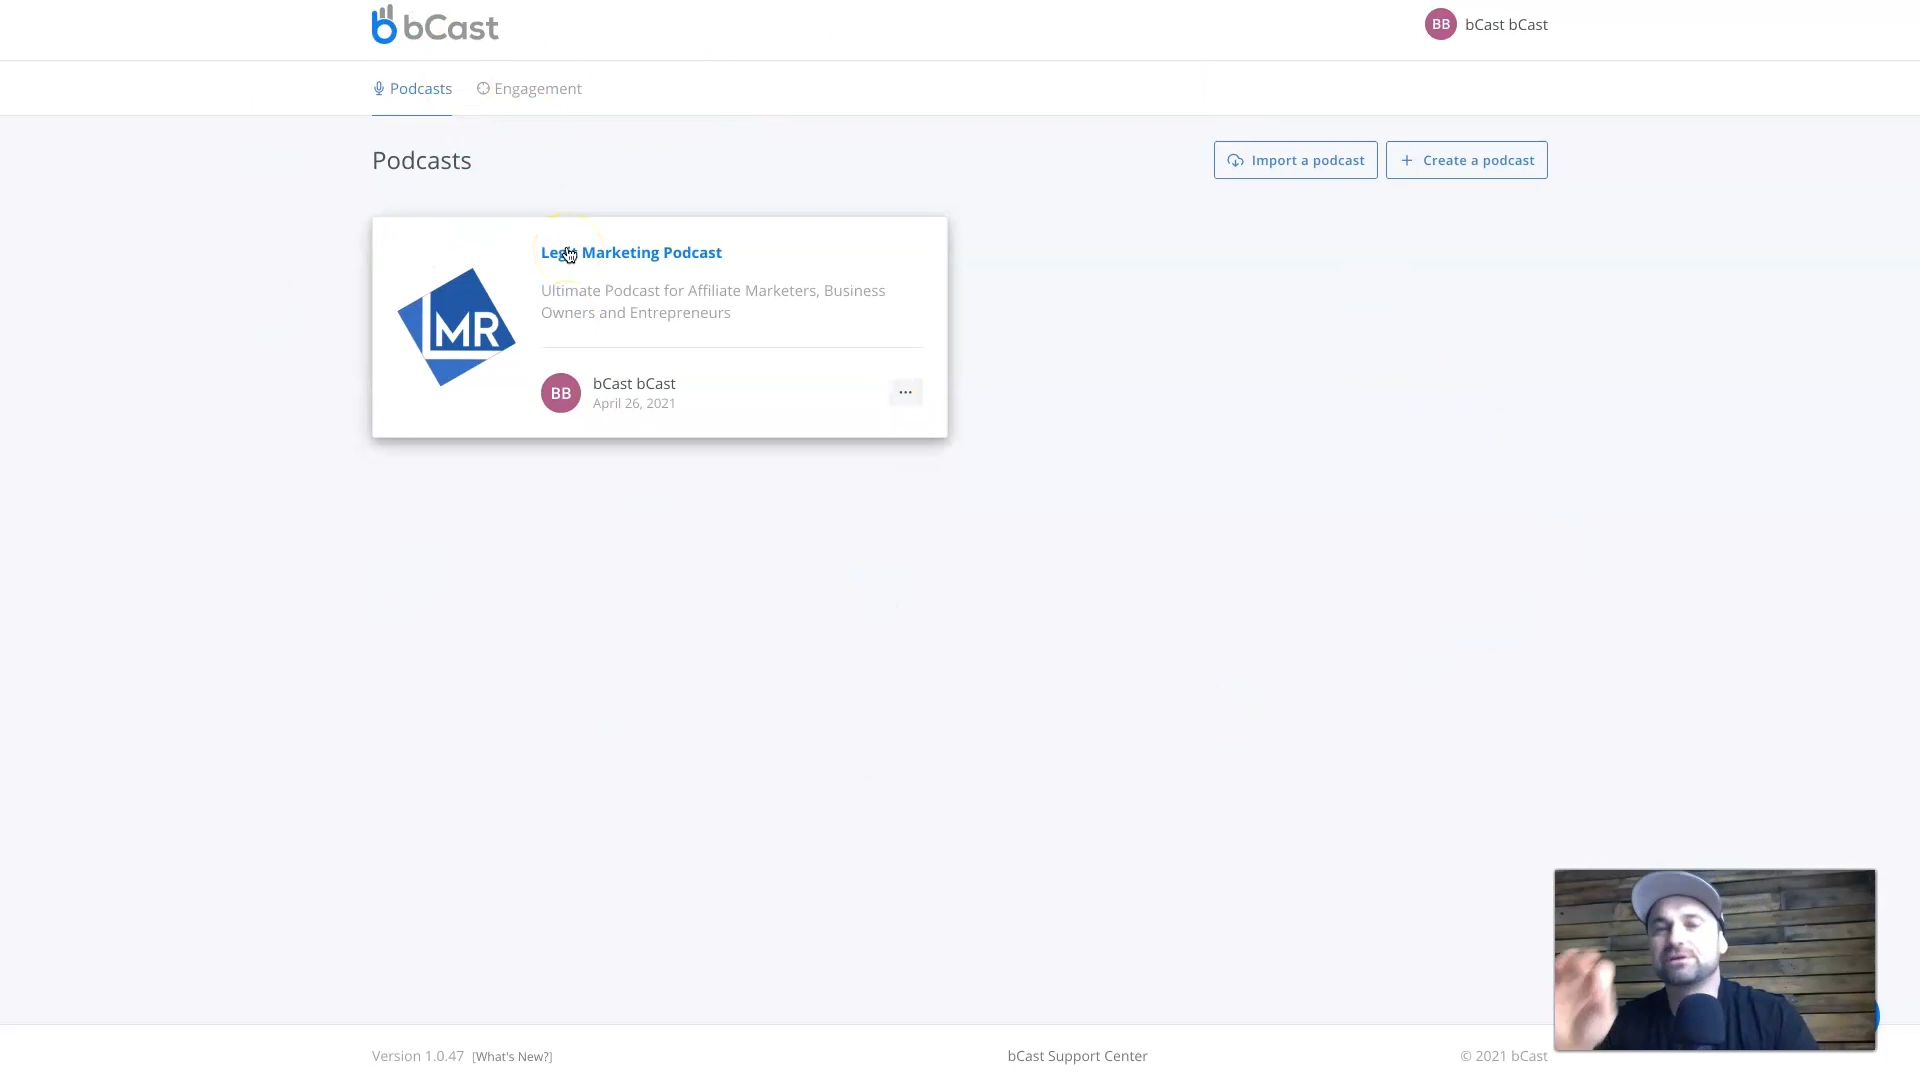 bCast
BB bCast bCast
Podcasts Engagement
Podcasts
Import a podcast
Create a podcast
Marketing Podcast
Ultimate Podcast for Affiliate Marketers, Business
Owners and Entrepreneurs
LMR
BB bCast bCast
April 26, 2021
Version 1.0.47 [What's New?]
bCast Support Center
© 2021 bCast